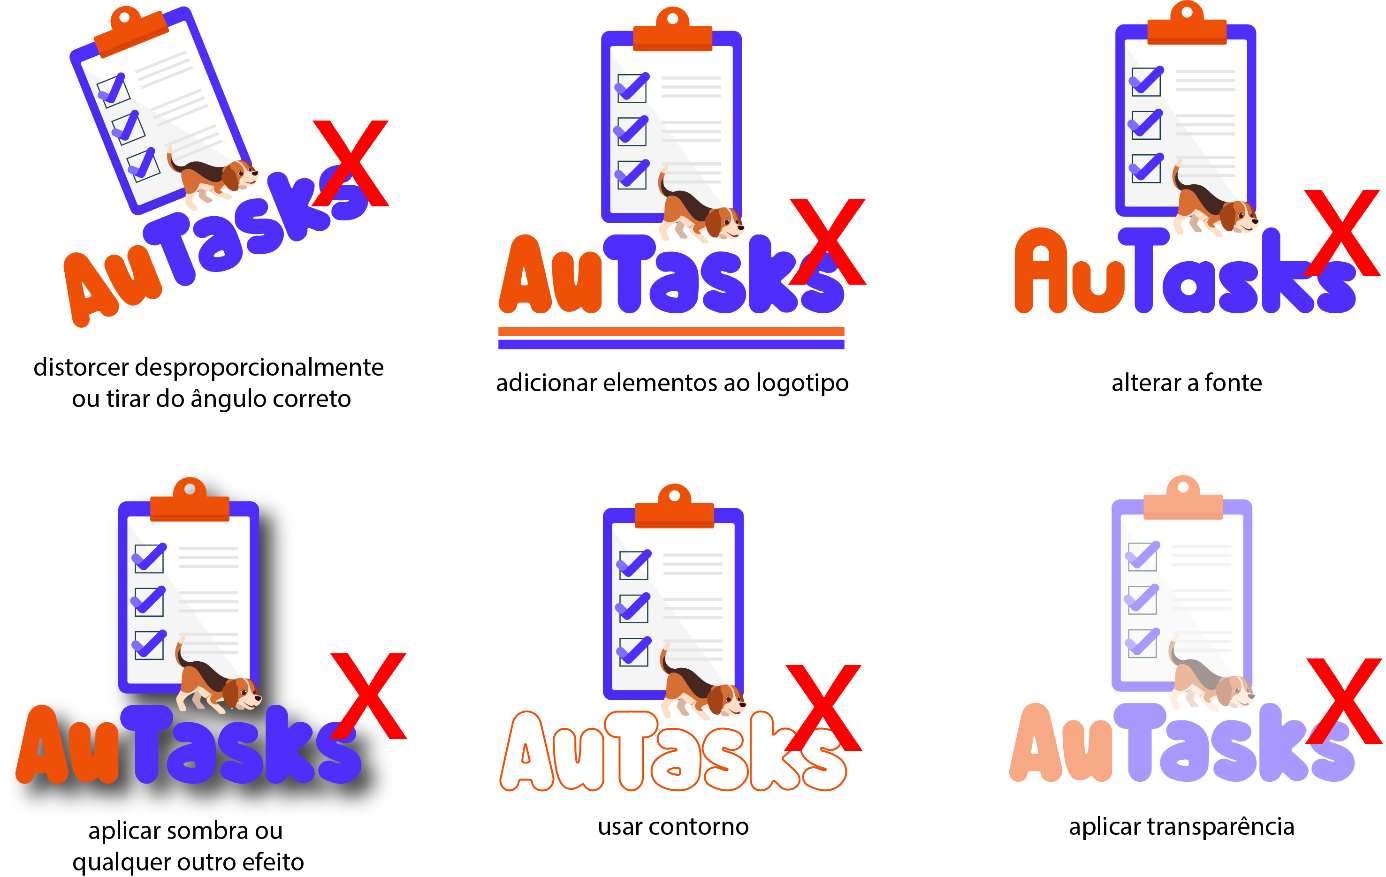 AuTasks
X
distorcer desproporcionalmente
ou tirar do ângulo correto
AuTasks
X
adicionar elementos ao logotipo
AuTasks
X
alterar a fonte
AuTasks
X
aplicar sombra ou
qualquer outro efeito
AuTasks
X
usar contorno
AuTasks
X
aplicar transparência